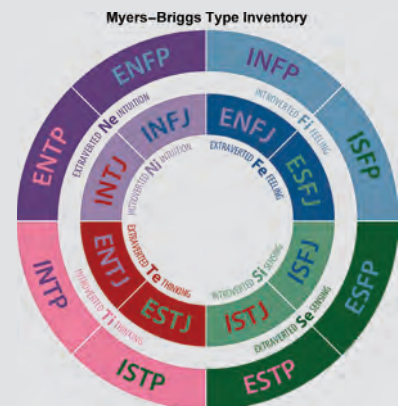 Myers–Briggs Type Inventory
ENFP
INFP
ENTP
ISFP
EXTRAVERTED Ne INTUITION
INTROVERTED Fi FEELING
INFJ
ENFJ
INTJ
ESFJ
INTROVERTED Ni INTUITION
EXTRAVERTED Fe FEELING
ENTJ
ISFJ
EXTRAVERTED Te THINKING
INTROVERTED Si SENSING
ESTJ
ISTJ
INTP
ESFP
INTROVERTED Ti THINKING
EXTRAVERTED Se SENSING
ISTP
ESTP